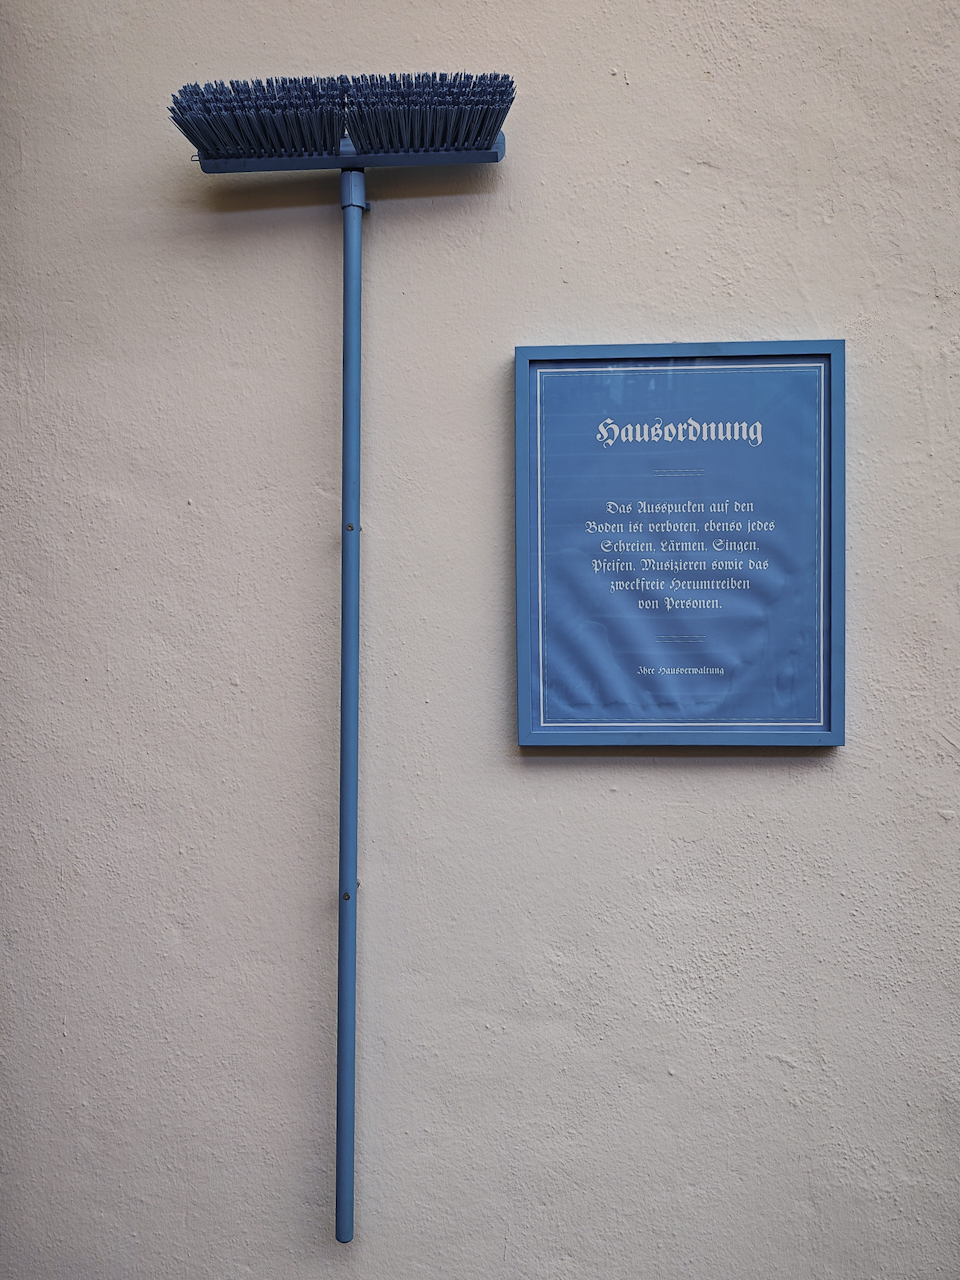 Hausordnung
Das Ausspucken auf den
Boden ist verboten, ebenso jedes
Schreien, Lärmen, Singen,
Pfeifen, Musizieren sowie das
zweckfreie Herumtreiben
von Personen.
Ihre Hausverwaltung